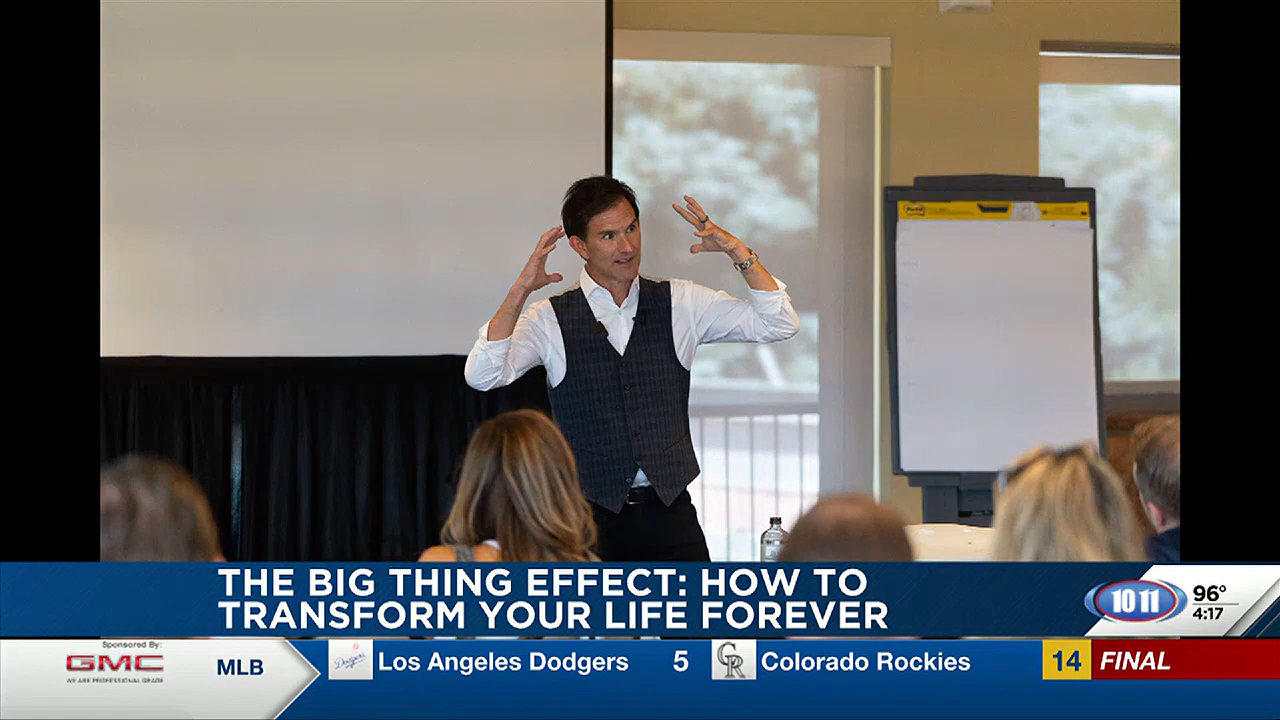 Post-it
THE BIG THING EFFECT: HOW TO
TRANSFORM YOUR LIFE FOREVER
10 11
96°
4:17
Sponsored By:
GMC
WE ARE PROFESSIONAL GRADE
MLB
Dodgers
Los Angeles Dodgers 5
CR
Colorado Rockies 14 FINAL